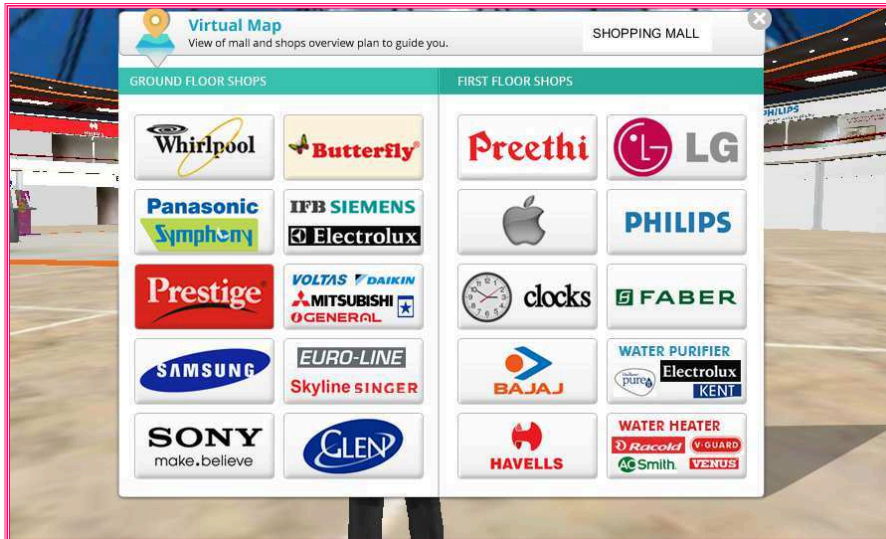 Virtual Map
View of mall and shops overview plan to guide you.
SHOPPING MALL
GROUND FLOOR SHOPS
Whirlpool
Butterfly
Panasonic
Symphony
IFB SIEMENS
Electrolux
Prestige
VOLTAS DAIKIN
MITSUBISHI
GENERAL
SAMSUNG
EURO-LINE
Skyline SINGER
SONY
make.believe
GLEN
FIRST FLOOR SHOPS
Preethi
LG
PHILIPS
clocks
FABER
BAJAJ
WATER PURIFIER
pure
Electrolux
KENT
HAVELLS
WATER HEATER
Racold V-GUARD
AO Smith VENUS
PHILIPS